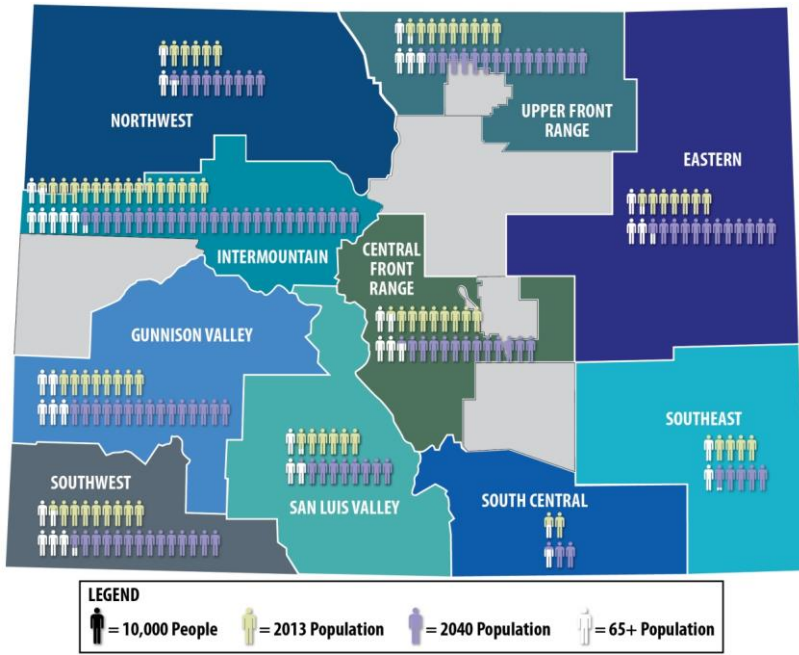 NORTHWEST
UPPER FRONT
RANGE
EASTERN
INTERMOUNTAIN
CENTRAL
FRONT
RANGE
GUNNISON VALLEY
SOUTHEAST
SOUTHWEST
SAN LUIS VALLEY
SOUTH CENTRAL
LEGEND
= 10,000 People = 2013 Population = 2040 Population = 65+ Population